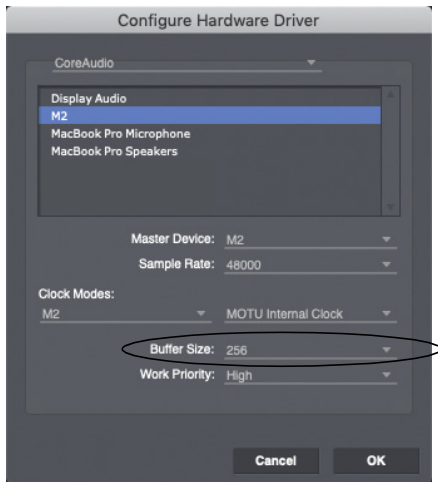 Configure Hardware Driver
CoreAudio
Display Audio
M2
MacBook Pro Microphone
MacBook Pro Speakers
Master Device: M2
Sample Rate: 48000
Clock Modes:
M2 MOTU Internal Clock
Buffer Size: 256
Work Priority: High
Cancel OK